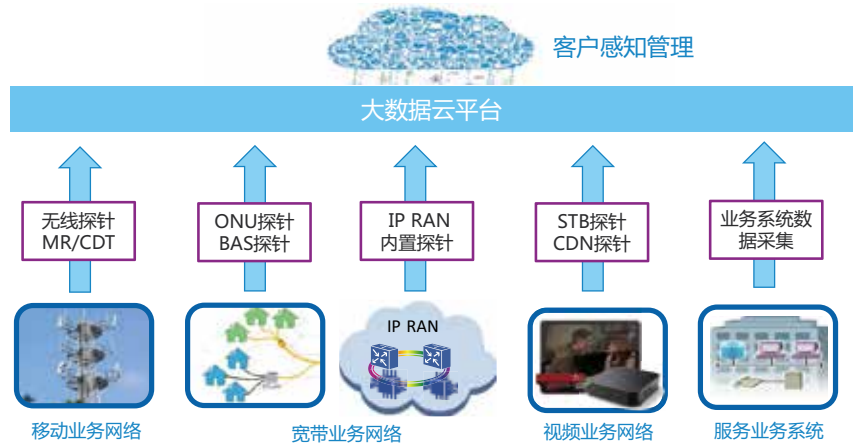 客户感知管理
大数据云平台
无线探针
MR/CDT
ONU探针
BAS探针
IP RAN
内置探针
STB探针
CDN探针
业务系统数
据采集
IP RAN
移动业务网络
宽带业务网络
视频业务网络
服务业务系统